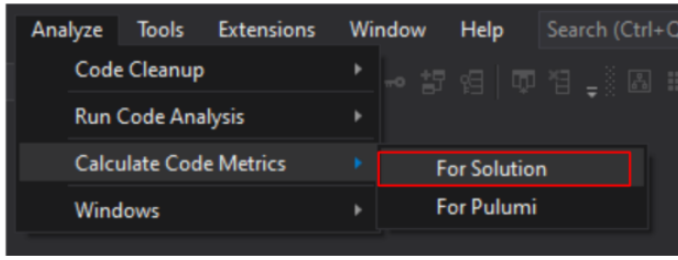 Analyze Tools Extensions Window Help Search (Ctrl+Q
Code Cleanup
Run Code Analysis
Calculate Code Metrics
For Solution
For Pulumi
Windows